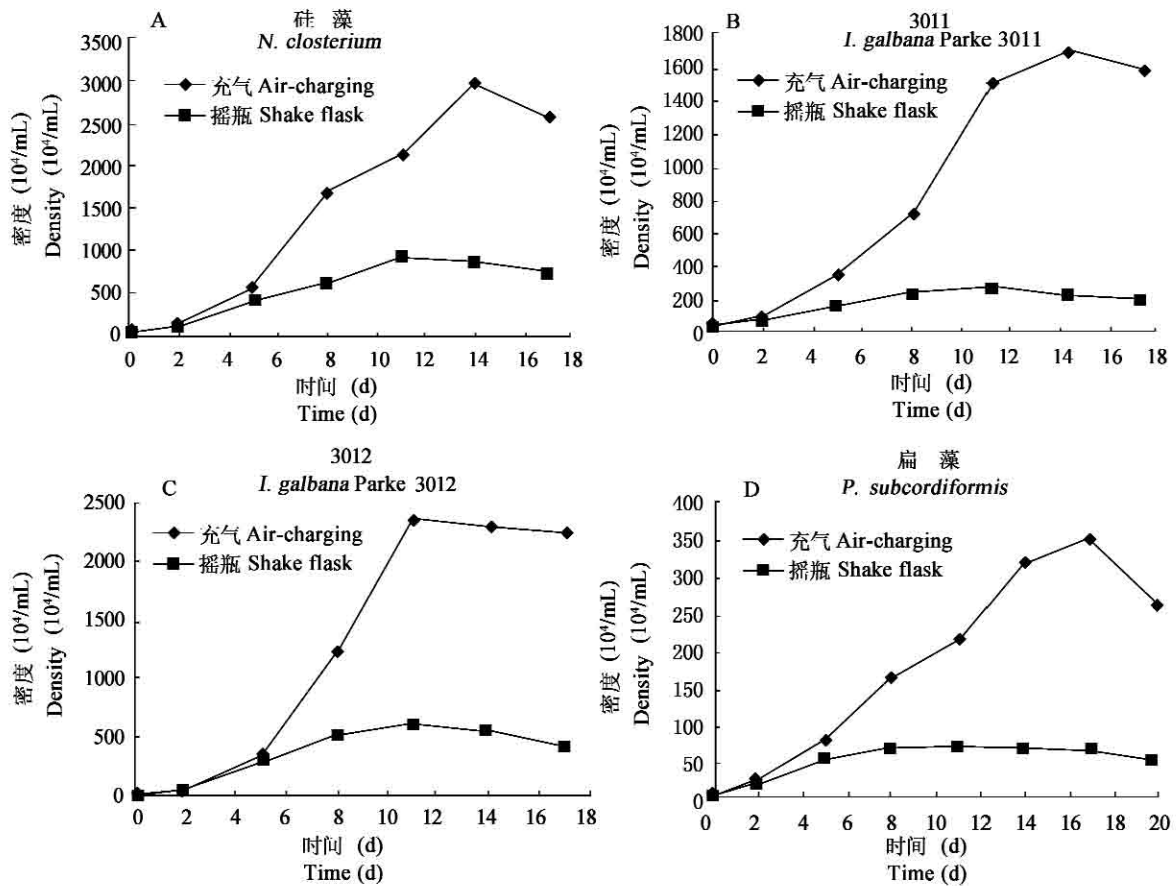 A
硅 藻
N. closterium
3500
3000
2500
2000
1500
1000
500
0
密度 (10⁴/mL)
Density (10⁴/mL)
充气 Air-charging
摇瓶 Shake flask
0 2 4 6 8 10 12 14 16 18
时间 (d)
Time (d)
B
3011
I. galbana Parke 3011
1800
1600
1400
1200
1000
800
600
400
200
0
密度 (10⁴/mL)
Density (10⁴/mL)
充气 Air-charging
摇瓶 Shake flask
0 2 4 6 8 10 12 14 16 18
时间 (d)
Time (d)
C
3012
I. galbana Parke 3012
2500
2000
1500
1000
500
0
密度 (10⁴/mL)
Density (10⁴/mL)
充气 Air-charging
摇瓶 Shake flask
0 2 4 6 8 10 12 14 16 18
时间 (d)
Time (d)
D
扁 藻
P. subcordiformis
400
350
300
250
200
150
100
50
0
密度 (10⁴/mL)
Density (10⁴/mL)
充气 Air-charging
摇瓶 Shake flask
0 2 4 6 8 10 12 14 16 18 20
时间 (d)
Time (d)